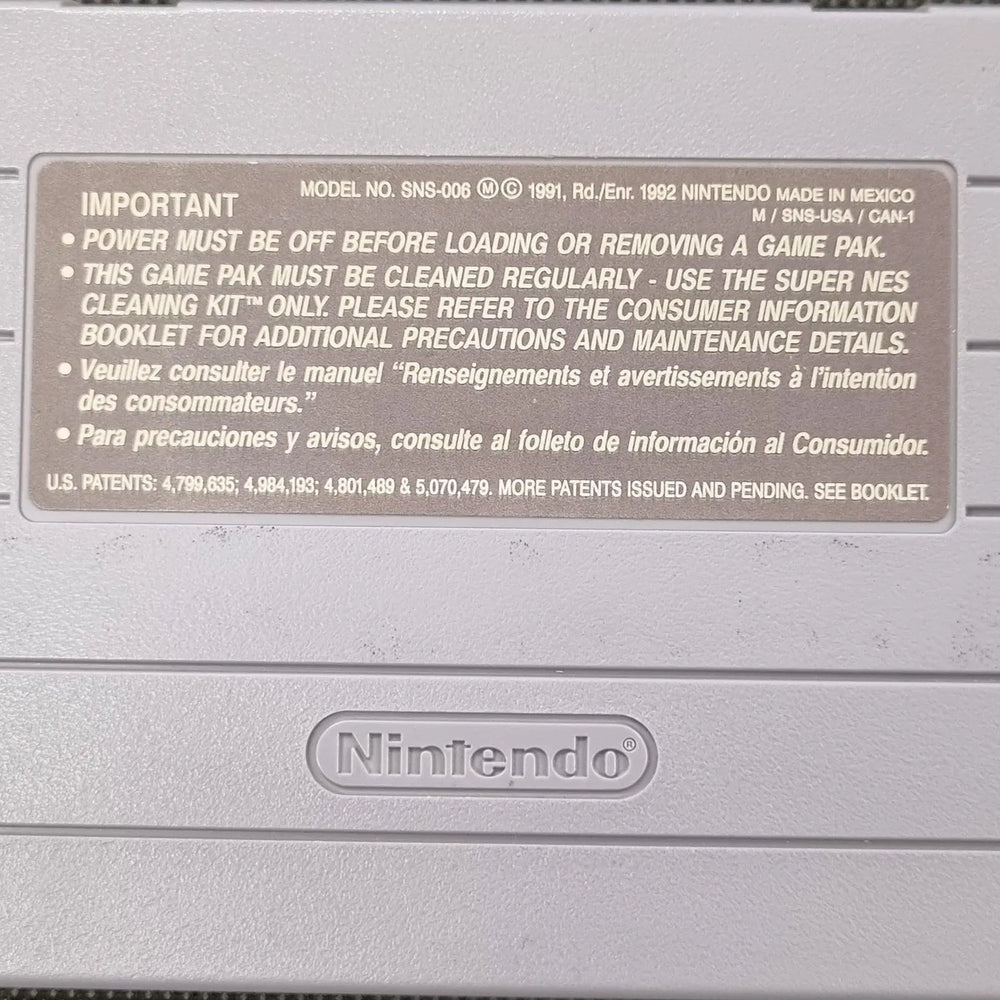 MODEL NO. SNS-006 Ⓜ © 1991, Rd./Enr. 1992 NINTENDO MADE IN MEXICO
IMPORTANT
M / SNS-USA / CAN-1
• POWER MUST BE OFF BEFORE LOADING OR REMOVING A GAME PAK.
• THIS GAME PAK MUST BE CLEANED REGULARLY - USE THE SUPER NES
CLEANING KIT™ ONLY. PLEASE REFER TO THE CONSUMER INFORMATION
BOOKLET FOR ADDITIONAL PRECAUTIONS AND MAINTENANCE DETAILS.
• Veuillez consulter le manuel “Renseignements et avertissements à l’intention
des consommateurs.”
• Para precauciones y avisos, consulte al folleto de información al Consumidor.
U.S. PATENTS: 4,799,635; 4,984,193; 4,801,489 & 5,070,479. MORE PATENTS ISSUED AND PENDING. SEE BOOKLET.
Nintendo®